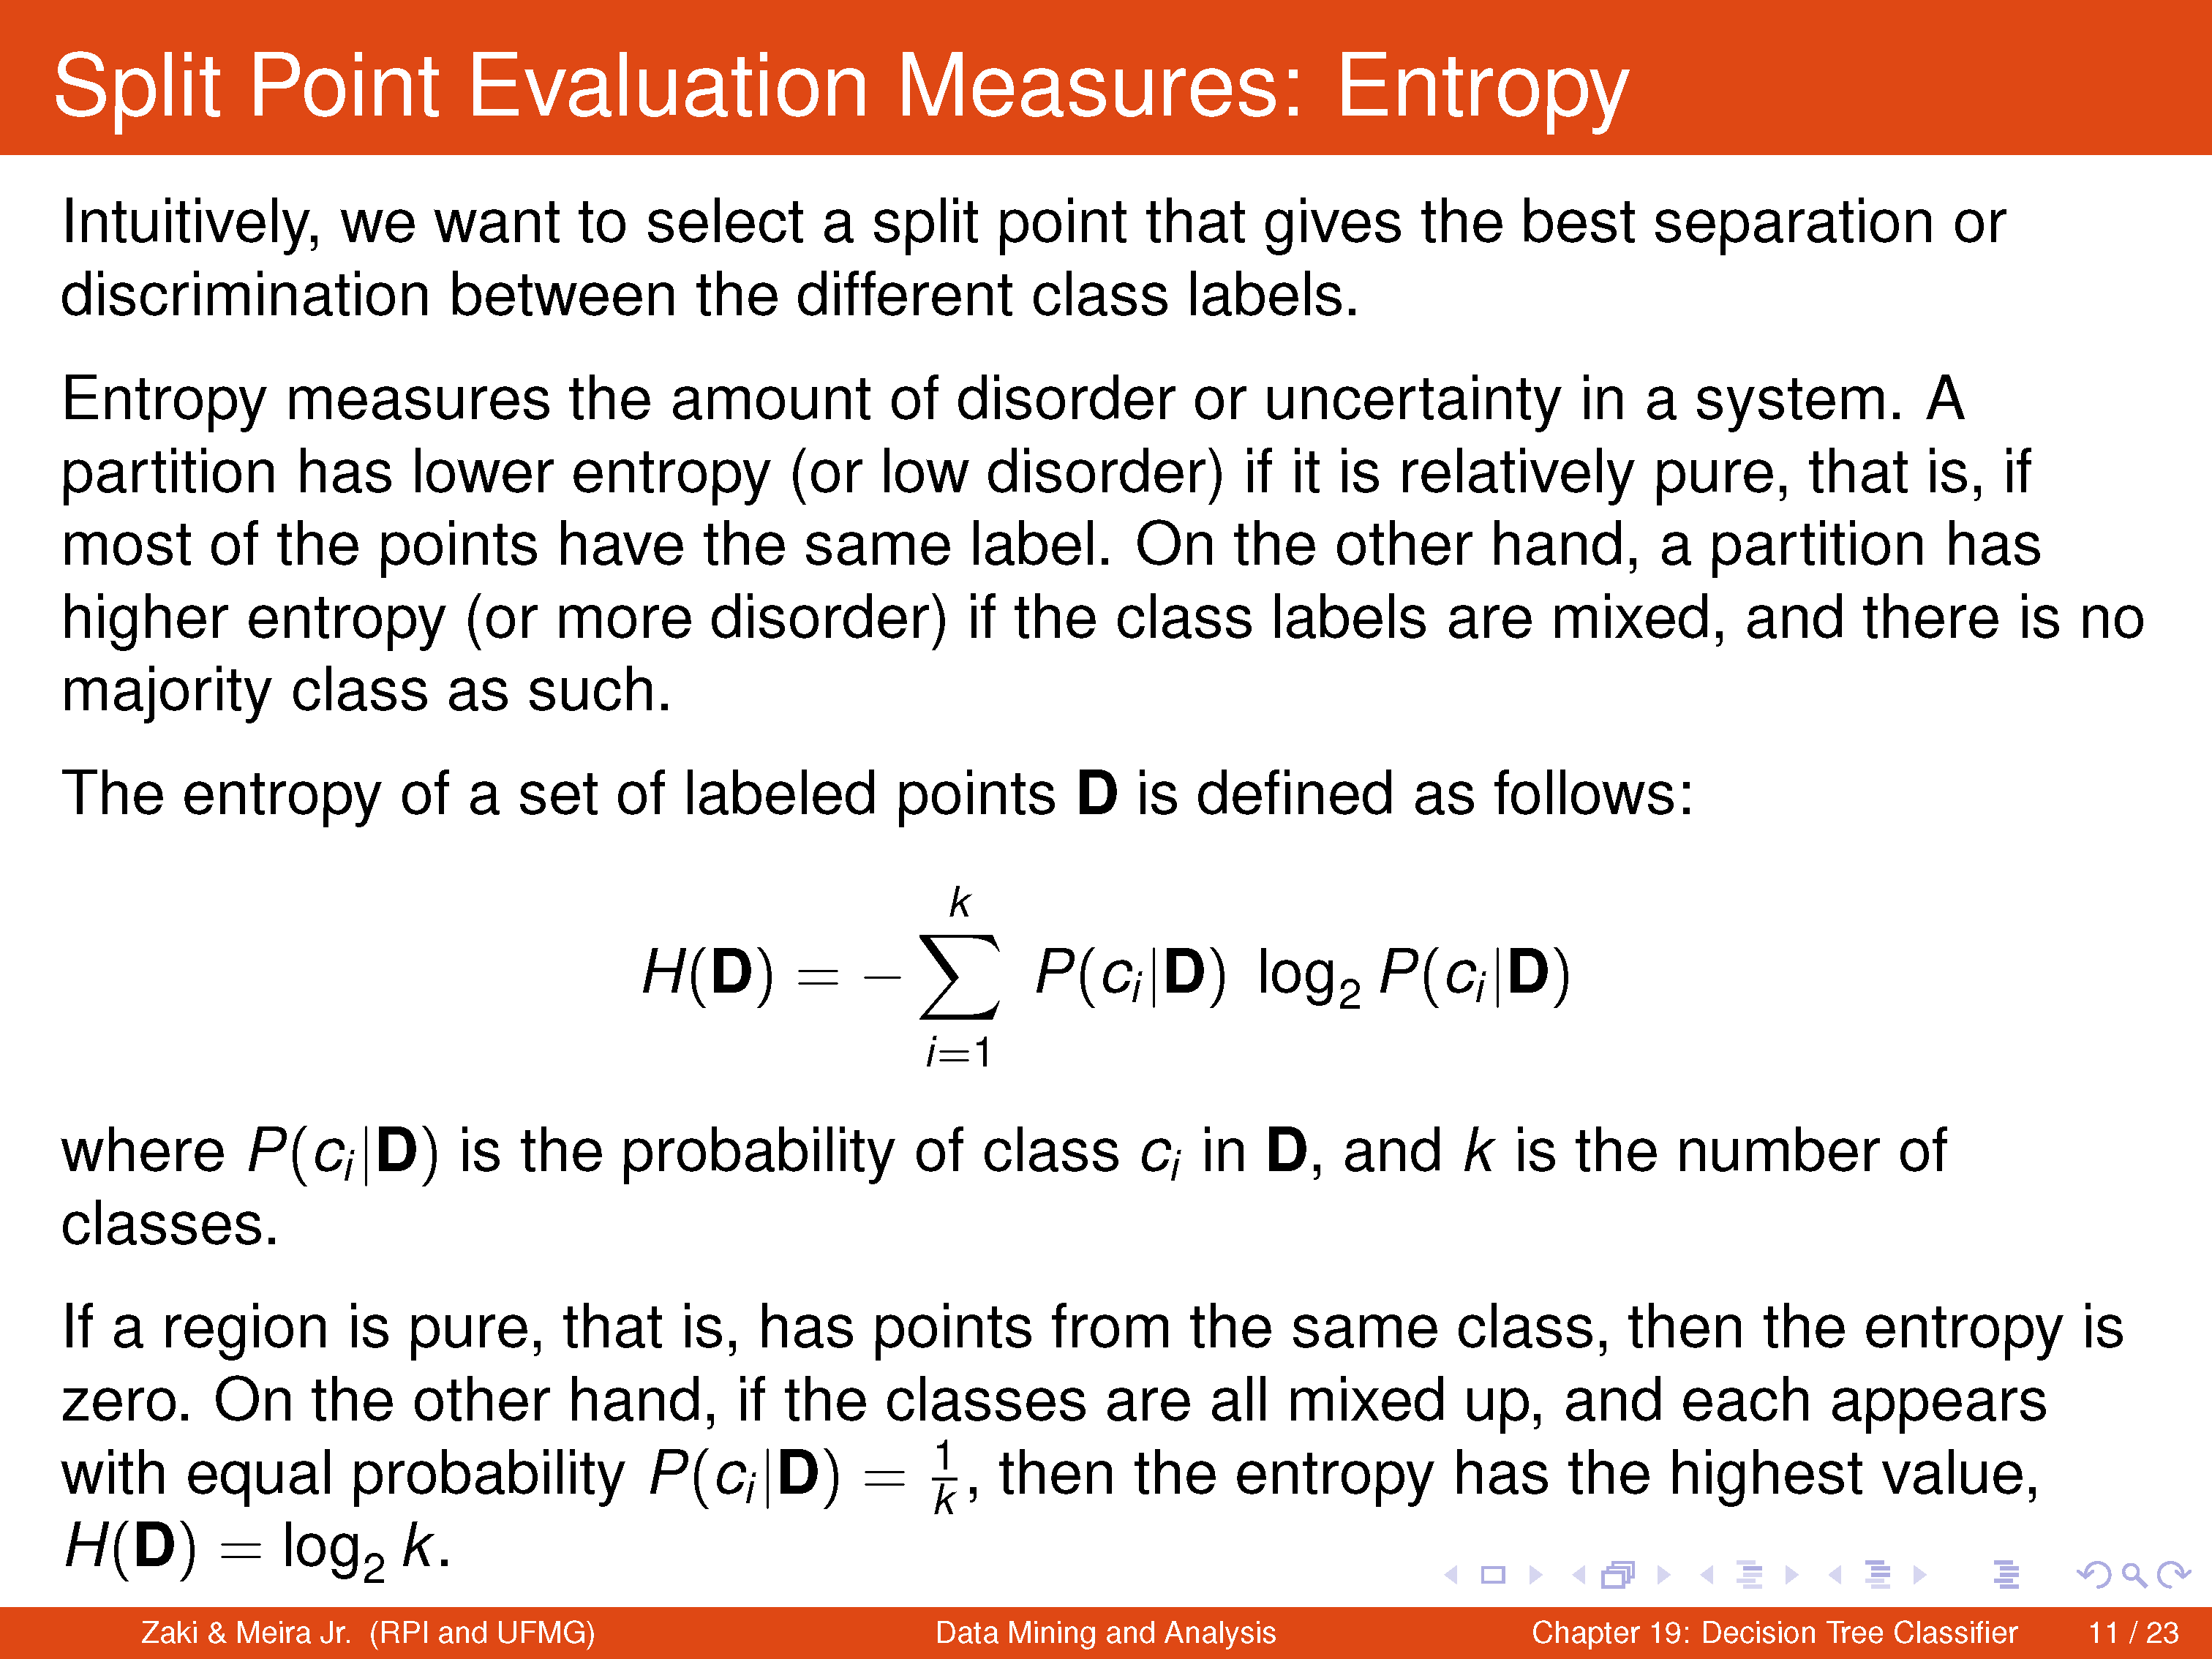 Split Point Evaluation Measures: Entropy
Intuitively, we want to select a split point that gives the best separation or
discrimination between the different class labels.
Entropy measures the amount of disorder or uncertainty in a system. A
partition has lower entropy (or low disorder) if it is relatively pure, that is, if
most of the points have the same label. On the other hand, a partition has
higher entropy (or more disorder) if the class labels are mixed, and there is no
majority class as such.
The entropy of a set of labeled points D is defined as follows:
H(D) = − ∑_{i=1}^{k} P(c_i|D) log_2 P(c_i|D)
where P(c_i|D) is the probability of class c_i in D, and k is the number of
classes.
If a region is pure, that is, has points from the same class, then the entropy is
zero. On the other hand, if the classes are all mixed up, and each appears
with equal probability P(c_i|D) = 1/k, then the entropy has the highest value,
H(D) = log_2 k.
Zaki & Meira Jr. (RPI and UFMG) Data Mining and Analysis Chapter 19: Decision Tree Classifier 11 / 23